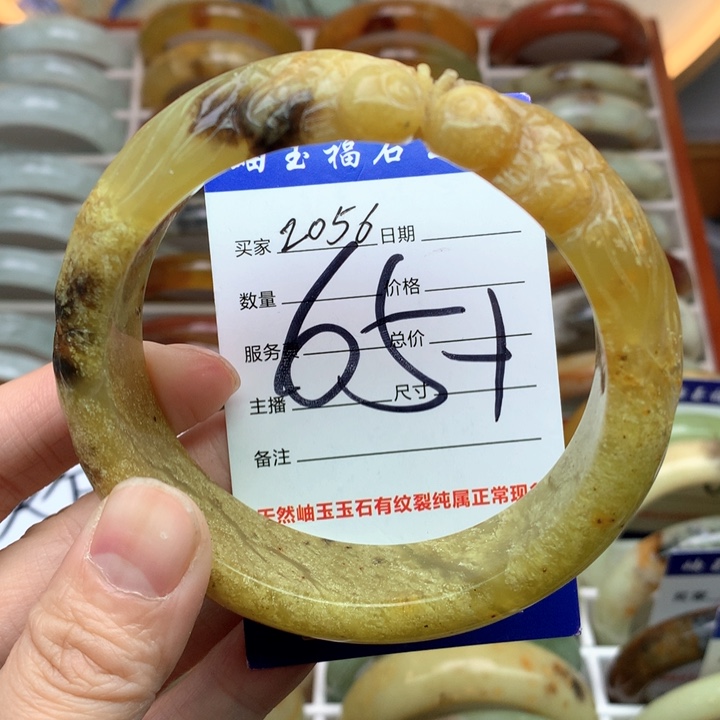 岫玉福石
买家 2056 日期
数量 价格
服务费 总价
主播 尺寸
65+
备注
天然岫玉玉石有纹裂纯属正常现